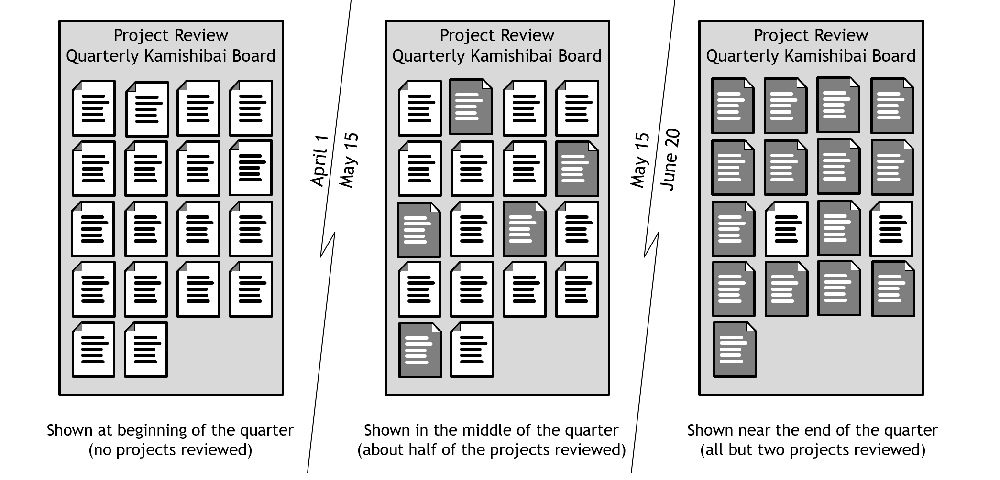 Project Review
Quarterly Kamishibai Board
Shown at beginning of the quarter
(no projects reviewed)
April 1
May 15
Project Review
Quarterly Kamishibai Board
Shown in the middle of the quarter
(about half of the projects reviewed)
May 15
June 20
Project Review
Quarterly Kamishibai Board
Shown near the end of the quarter
(all but two projects reviewed)